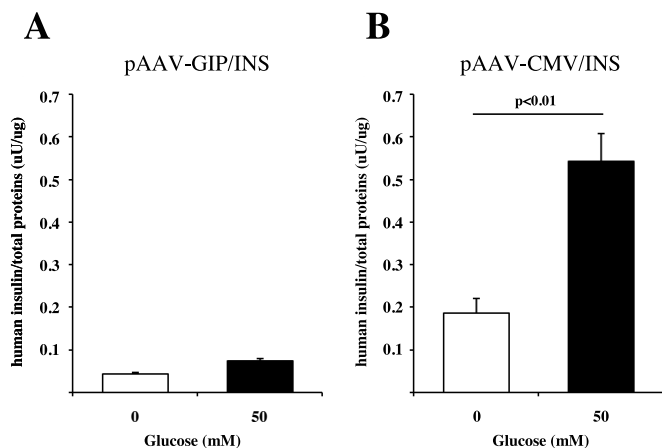 A
pAAV-GIP/INS
human insulin/total proteins (uU/ug)
0.7
0.6
0.5
0.4
0.3
0.2
0.1
0 50
Glucose (mM)
B
pAAV-CMV/INS
p<0.01
human insulin/total proteins (uU/ug)
0.7
0.6
0.5
0.4
0.3
0.2
0.1
0 50
Glucose (mM)